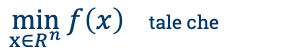 min f(x) tale che
x∈Rⁿ